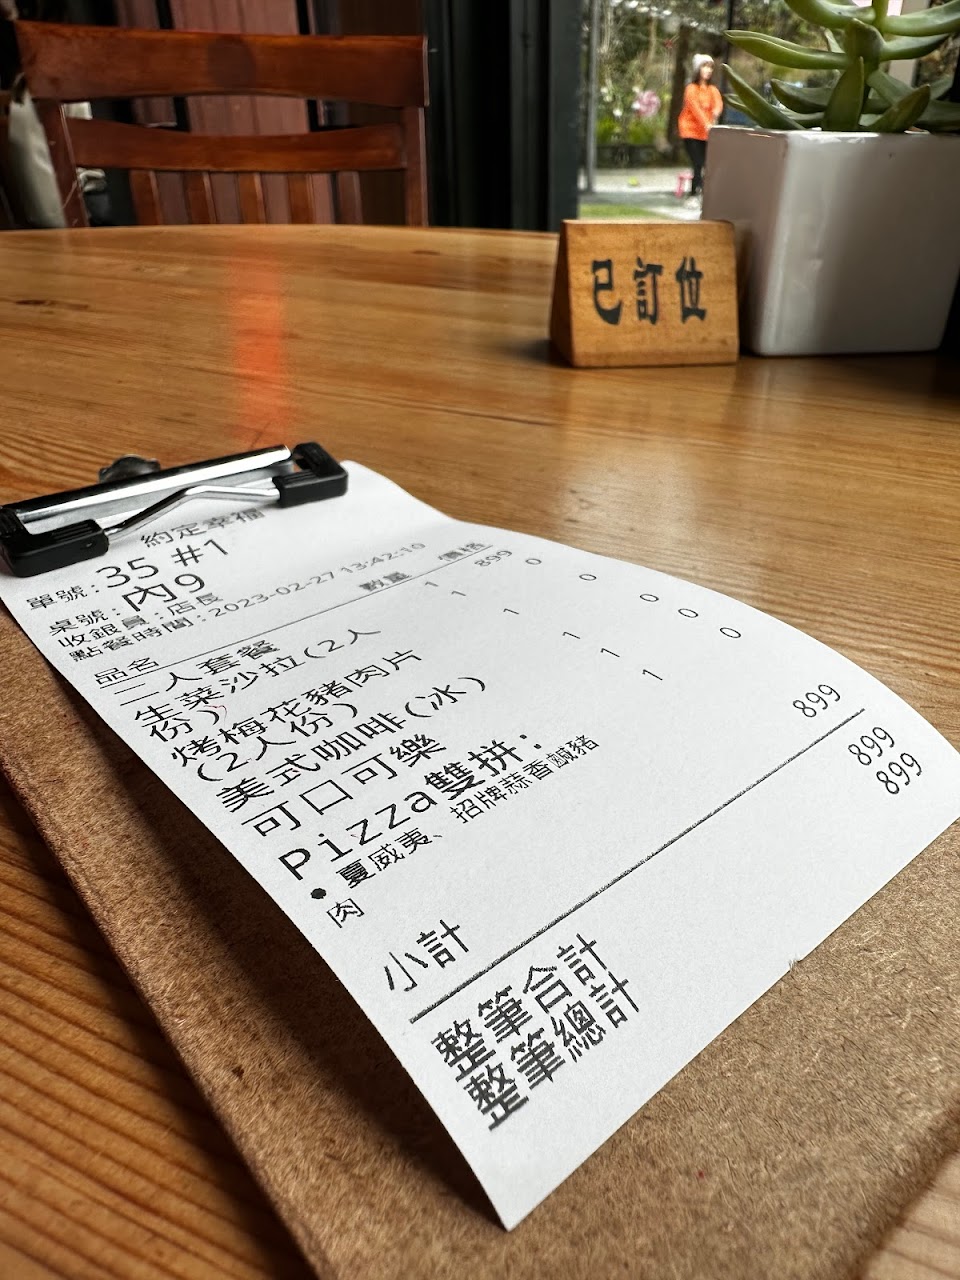 已訂位
約定幸福
單號:35 #1
桌號:內9
收銀員:店長
點餐時間:2023-02-27 13:42:10
品名 數量 價格
二人套餐 1 899
生菜沙拉(2人 1 0
份)
烤梅花豬肉片 1 0
(2人份)
美式咖啡(冰) 1 0
可口可樂 1 0
Pizza雙拼: 1 0
•夏威夷、招牌蒜香鹹豬
肉
小計 899
整筆合計 899
整筆總計 899